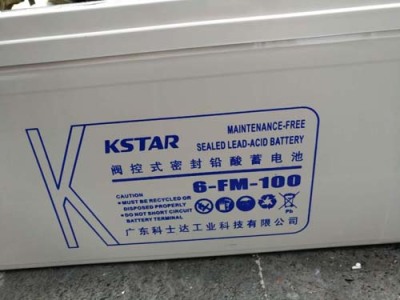 K
KSTAR
MAINTENANCE-FREE
SEALED LEAD-ACID BATTERY
阀控式密封铅酸蓄电池
6-FM-100
CAUTION
● MUST BE RECYCLED OR
DISPOSED PROPERLY
● DO NOT SHORT CIRCUIT
BATTERY TERMINAL
Pb
广东科士达工业科技有限公司